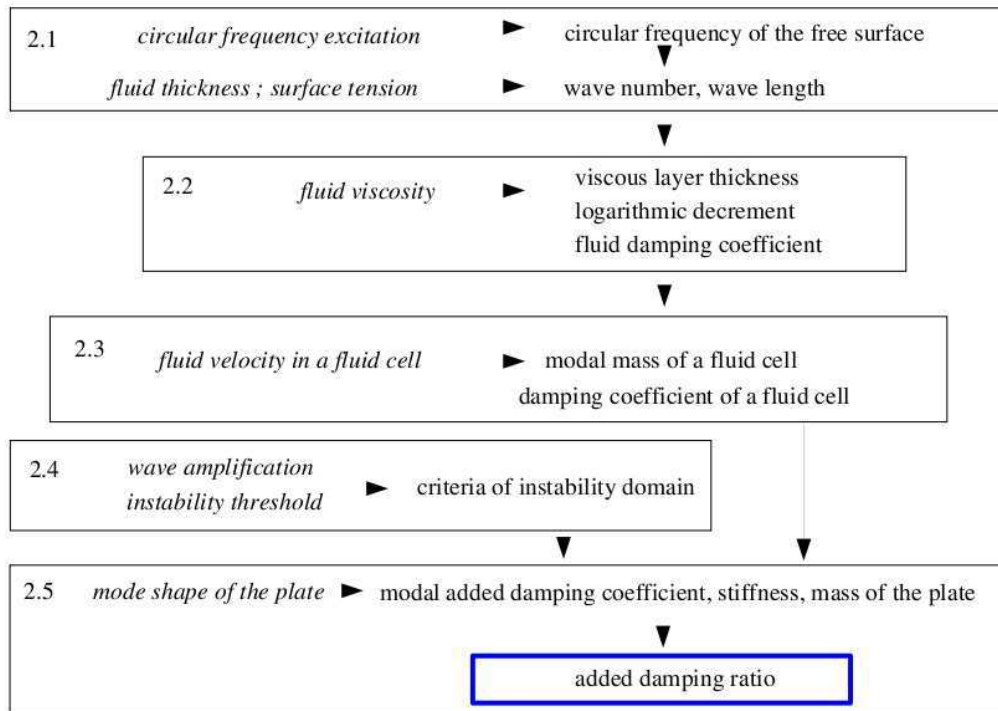 2.1 circular frequency excitation circular frequency of the free surface
fluid thickness ; surface tension wave number, wave length
2.2 fluid viscosity viscous layer thickness
logarithmic decrement
fluid damping coefficient
2.3 fluid velocity in a fluid cell modal mass of a fluid cell
damping coefficient of a fluid cell
2.4 wave amplification
instability threshold criteria of instability domain
2.5 mode shape of the plate modal added damping coefficient, stiffness, mass of the plate
added damping ratio